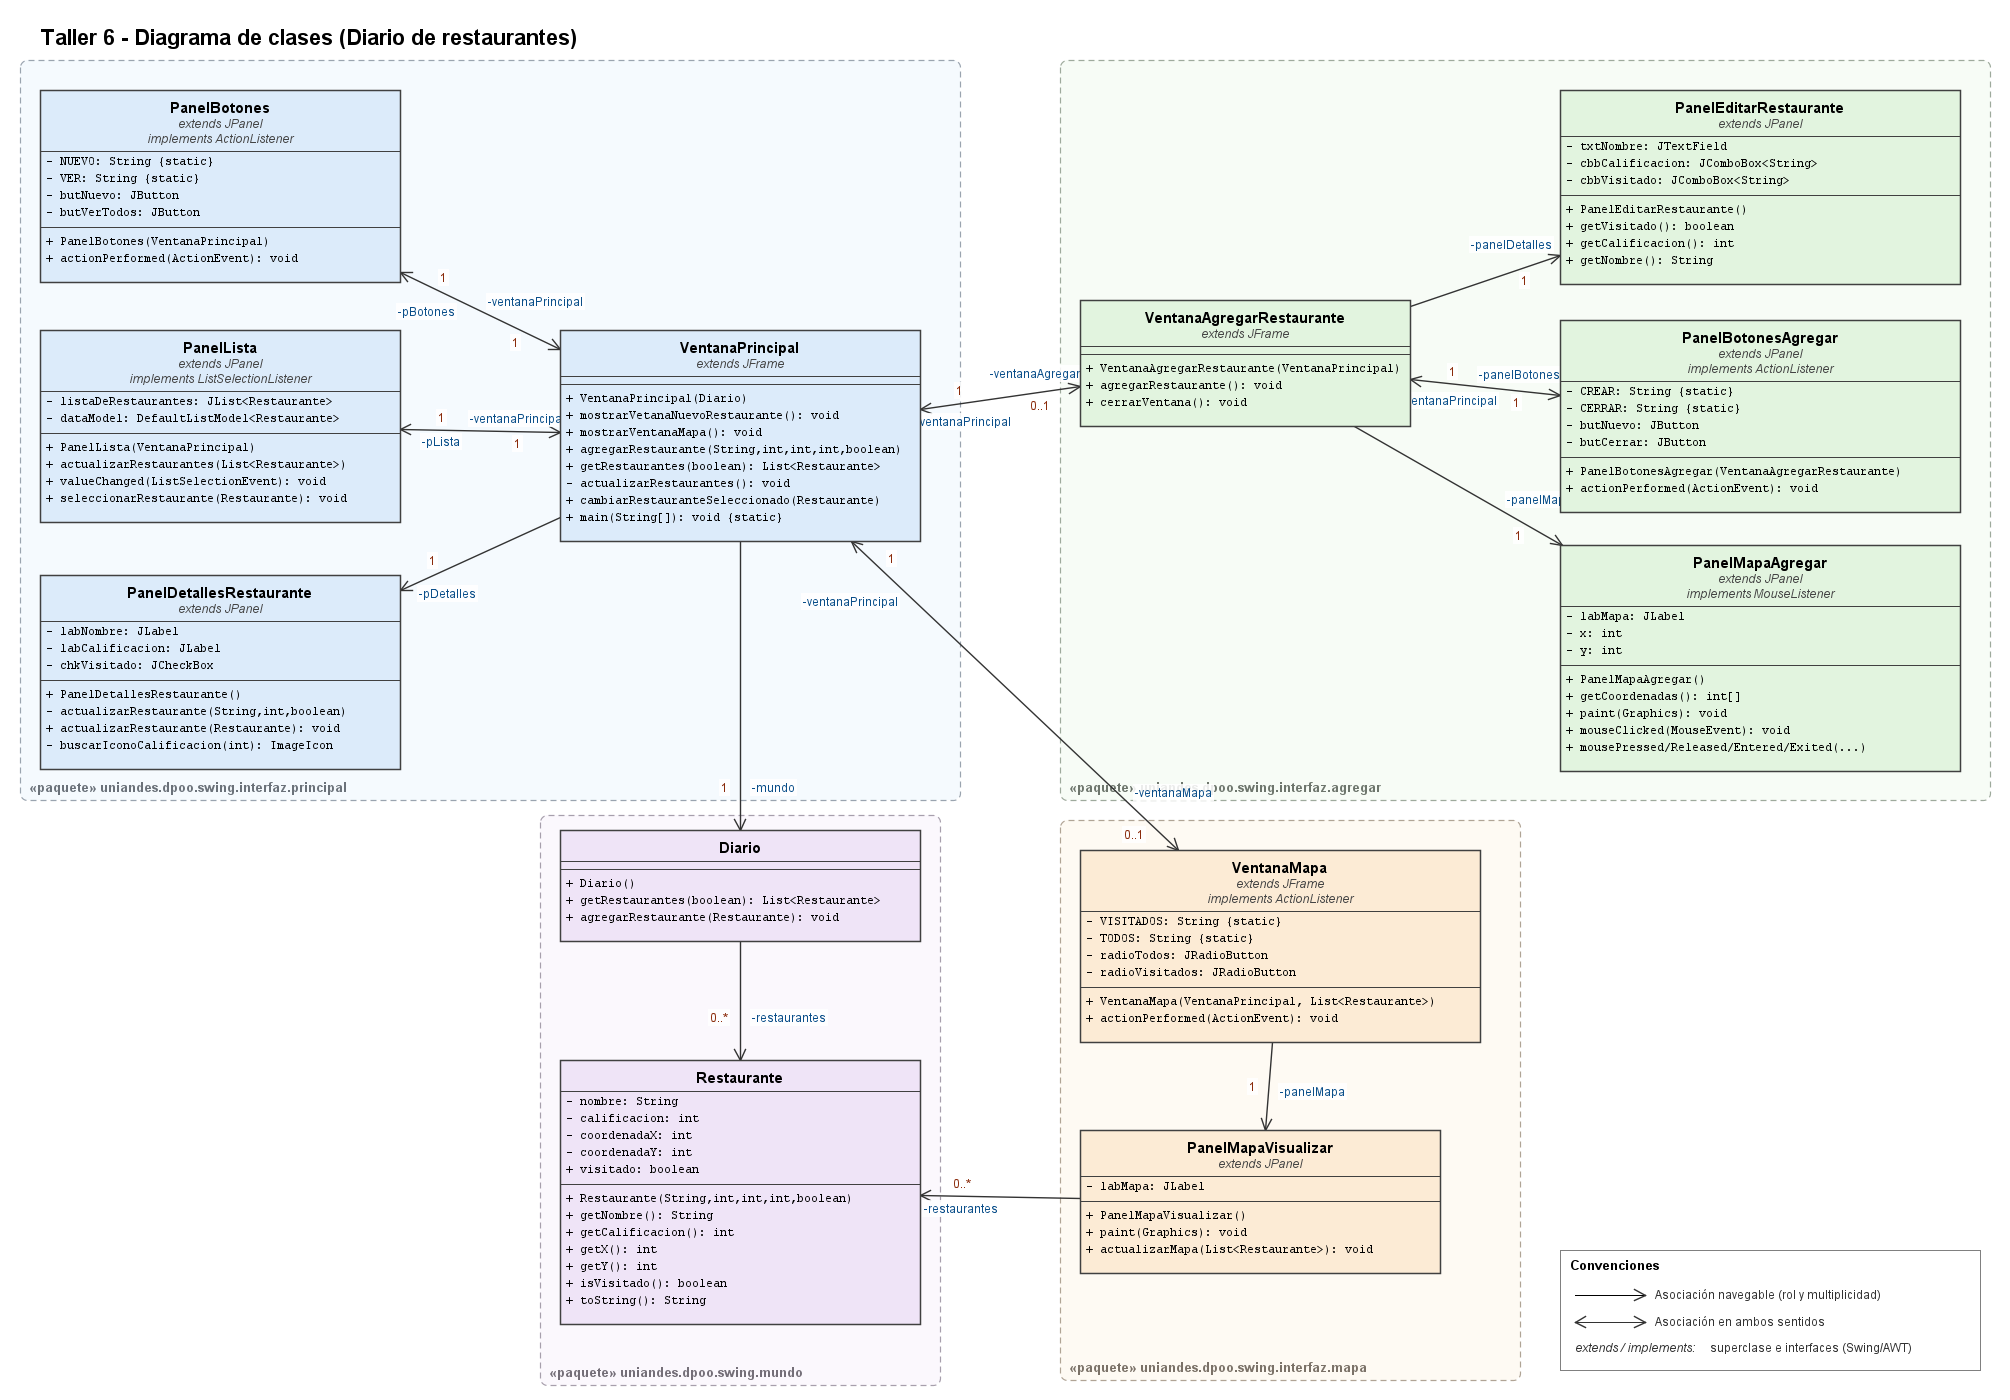 Taller 6 - Diagrama de clases (Diario de restaurantes)
PanelBotones
extends JPanel
implements ActionListener
- NUEVO: String {static}
- VER: String {static}
- butNuevo: JButton
- butVerTodos: JButton
+ PanelBotones(VentanaPrincipal)
+ actionPerformed(ActionEvent): void
1
-ventanaPrincipal
-pBotones
1
PanelLista
extends JPanel
implements ListSelectionListener
- listaDeRestaurantes: JList<Restaurante>
- dataModel: DefaultListModel<Restaurante>
+ PanelLista(VentanaPrincipal)
+ actualizarRestaurantes(List<Restaurante>)
+ valueChanged(ListSelectionEvent): void
+ seleccionarRestaurante(Restaurante): void
1
-ventanaPrincipa
-pLista
1
VentanaPrincipal
extends JFrame
+ VentanaPrincipal(Diario)
+ mostrarVetanaNuevoRestaurante(): void
+ mostrarVentanaMapa(): void
+ agregarRestaurante(String,int,int,int,boolean)
+ getRestaurantes(boolean): List<Restaurante>
- actualizarRestaurantes(): void
+ cambiarRestauranteSeleccionado(Restaurante)
+ main(String[]): void {static}
1
-pDetalles
PanelDetallesRestaurante
extends JPanel
- labNombre: JLabel
- labCalificacion: JLabel
- chkVisitado: JCheckBox
+ PanelDetallesRestaurante()
- actualizarRestaurante(String,int,boolean)
+ actualizarRestaurante(Restaurante): void
- buscarIconoCalificacion(int): ImageIcon
«paquete» uniandes.dpoo.swing.interfaz.principal
-ventanaAgregar
1
0..1
ventanaPrincipal
VentanaAgregarRestaurante
extends JFrame
+ VentanaAgregarRestaurante(VentanaPrincipal)
+ agregarRestaurante(): void
+ cerrarVentana(): void
-panelDetalles
1
PanelEditarRestaurante
extends JPanel
- txtNombre: JTextField
- cbbCalificacion: JComboBox<String>
- cbbVisitado: JComboBox<String>
+ PanelEditarRestaurante()
+ getVisitado(): boolean
+ getCalificacion(): int
+ getNombre(): String
1
-panelBotones
entanaPrincipal
1
PanelBotonesAgregar
extends JPanel
implements ActionListener
- CREAR: String {static}
- CERRAR: String {static}
- butNuevo: JButton
- butCerrar: JButton
+ PanelBotonesAgregar(VentanaAgregarRestaurante)
+ actionPerformed(ActionEvent): void
-panelMap
1
PanelMapaAgregar
extends JPanel
implements MouseListener
- labMapa: JLabel
- x: int
- y: int
+ PanelMapaAgregar()
+ getCoordenadas(): int[]
+ paint(Graphics): void
+ mouseClicked(MouseEvent): void
+ mousePressed/Released/Entered/Exited(...)
«paquete» poo.swing.interfaz.agregar
1
-ventanaPrincipal
-ventanaMapa
0..1
1
-mundo
Diario
+ Diario()
+ getRestaurantes(boolean): List<Restaurante>
+ agregarRestaurante(Restaurante): void
0..*
-restaurantes
Restaurante
- nombre: String
- calificacion: int
- coordenadaX: int
- coordenadaY: int
+ visitado: boolean
+ Restaurante(String,int,int,int,boolean)
+ getNombre(): String
+ getCalificacion(): int
+ getX(): int
+ getY(): int
+ isVisitado(): boolean
+ toString(): String
«paquete» uniandes.dpoo.swing.mundo
VentanaMapa
extends JFrame
implements ActionListener
- VISITADOS: String {static}
- TODOS: String {static}
- radioTodos: JRadioButton
- radioVisitados: JRadioButton
+ VentanaMapa(VentanaPrincipal, List<Restaurante>)
+ actionPerformed(ActionEvent): void
1
-panelMapa
PanelMapaVisualizar
extends JPanel
- labMapa: JLabel
+ PanelMapaVisualizar()
+ paint(Graphics): void
+ actualizarMapa(List<Restaurante>): void
0..*
-restaurantes
«paquete» uniandes.dpoo.swing.interfaz.mapa
Convenciones
Asociación navegable (rol y multiplicidad)
Asociación en ambos sentidos
extends / implements: superclase e interfaces (Swing/AWT)